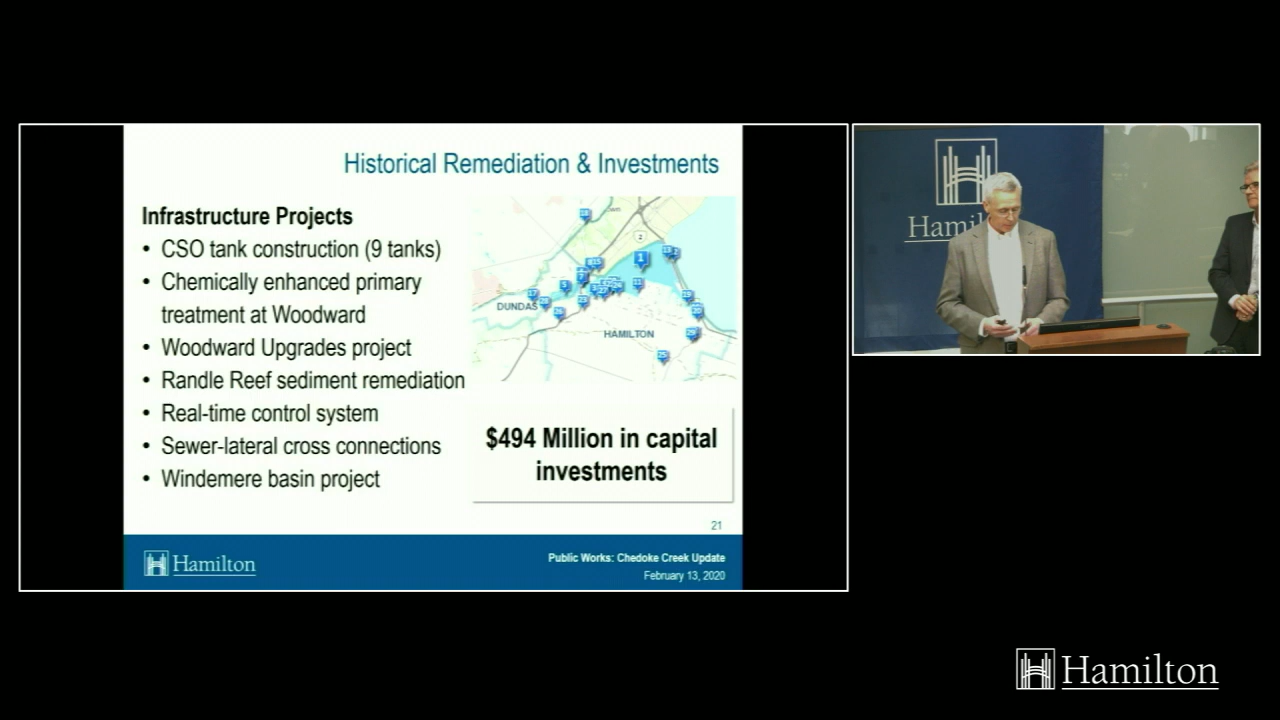 Historical Remediation & Investments
Infrastructure Projects
• CSO tank construction (9 tanks)
• Chemically enhanced primary
treatment at Woodward
• Woodward Upgrades project
• Randle Reef sediment remediation
• Real-time control system
• Sewer-lateral cross connections
• Windemere basin project
DUNDAS
HAMILTON
$494 Million in capital
investments
21
Hamilton
Public Works: Chedoke Creek Update
February 13, 2020
Hamil
Hamilton